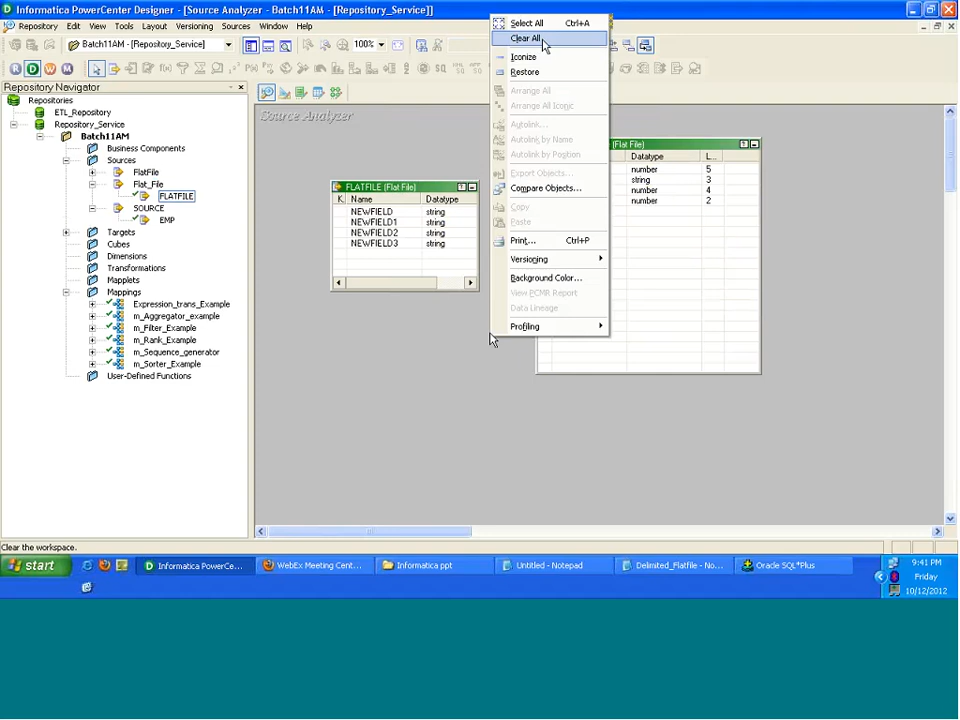 Informatica PowerCenter Designer - [Source Analyzer - Batch11AM - [Repository_Service]]
Repository Edit View Tools Layout Versioning Sources Window Help
Batch11AM - [Repository_Service]
100%
R D W M
Repository Navigator
Repositories
ETL_Repository
Repository_Service
Batch11AM
Business Components
Sources
FlatFile
Flat_File
FLATFILE
SOURCE
EMP
Targets
Cubes
Dimensions
Transformations
Mapplets
Mappings
Expression_trans_Example
m_Aggregator_example
m_Filter_Example
m_Rank_Example
m_Sequence_generator
m_Sorter_Example
User-Defined Functions
Source Analyzer
FLATFILE (Flat File)
K. Name Datatype
NEWFIELD string
NEWFIELD1 string
NEWFIELD2 string
NEWFIELD3 string
Select All Ctrl+A
Clear All
Iconize
Restore
Arrange All
Arrange All Iconic
Autolink...
Autolink by Name
Autolink by Position
Export Objects...
Compare Objects...
Copy
Paste
Print... Ctrl+P
Versioning
Background Color...
View PCMR Report
Data Lineage
Profiling
(Flat File)
Datatype L...
number 5
string 3
number 4
number 2
Clear the workspace.
start
Informatica PowerCe...
WebEx Meeting Cent...
Informatica ppt
Untitled - Notepad
Delimited_Flatfile - No...
Oracle SQL*Plus
9:41 PM
Friday
10/12/2012